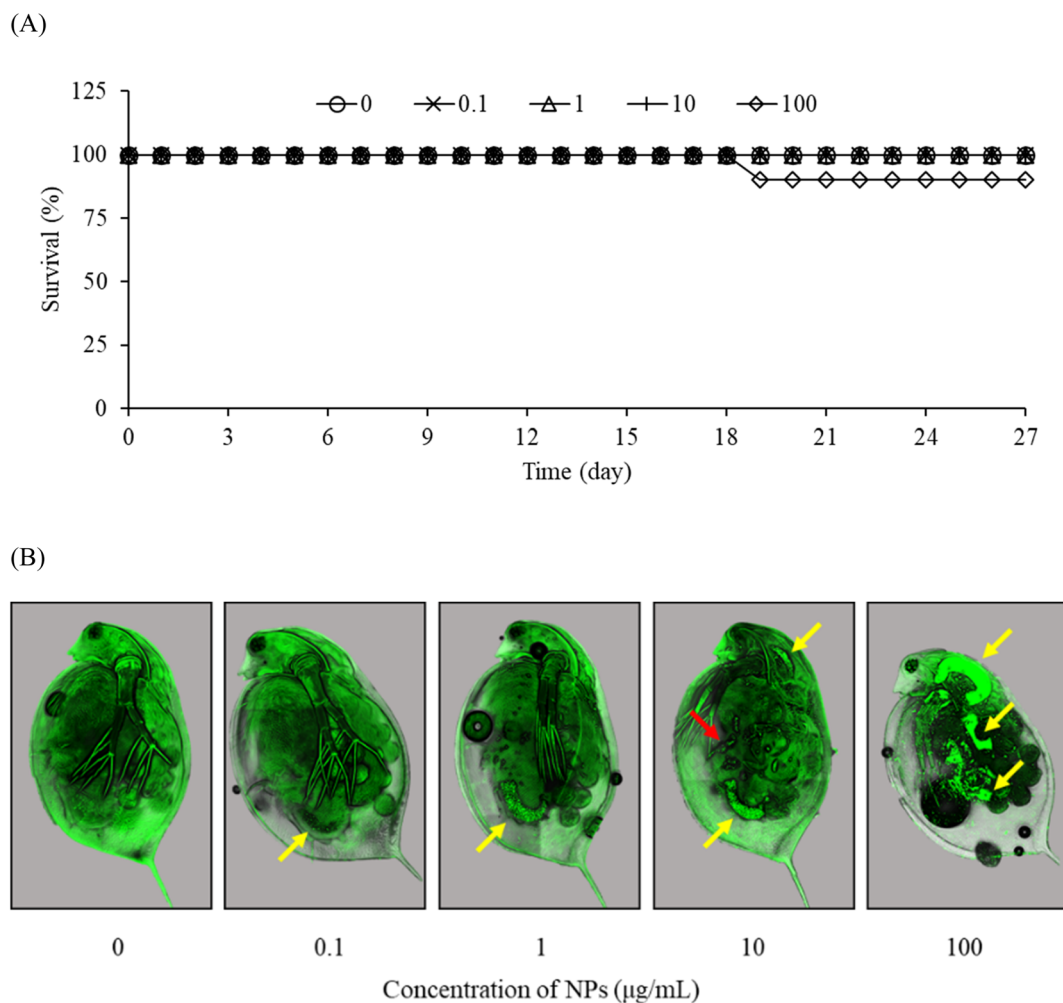 (A)
0 0.1 1 10 100
125
100
75
50
25
0
Survival (%)
0 3 6 9 12 15 18 21 24 27
Time (day)
(B)
0 0.1 1 10 100
Concentration of NPs (μg/mL)